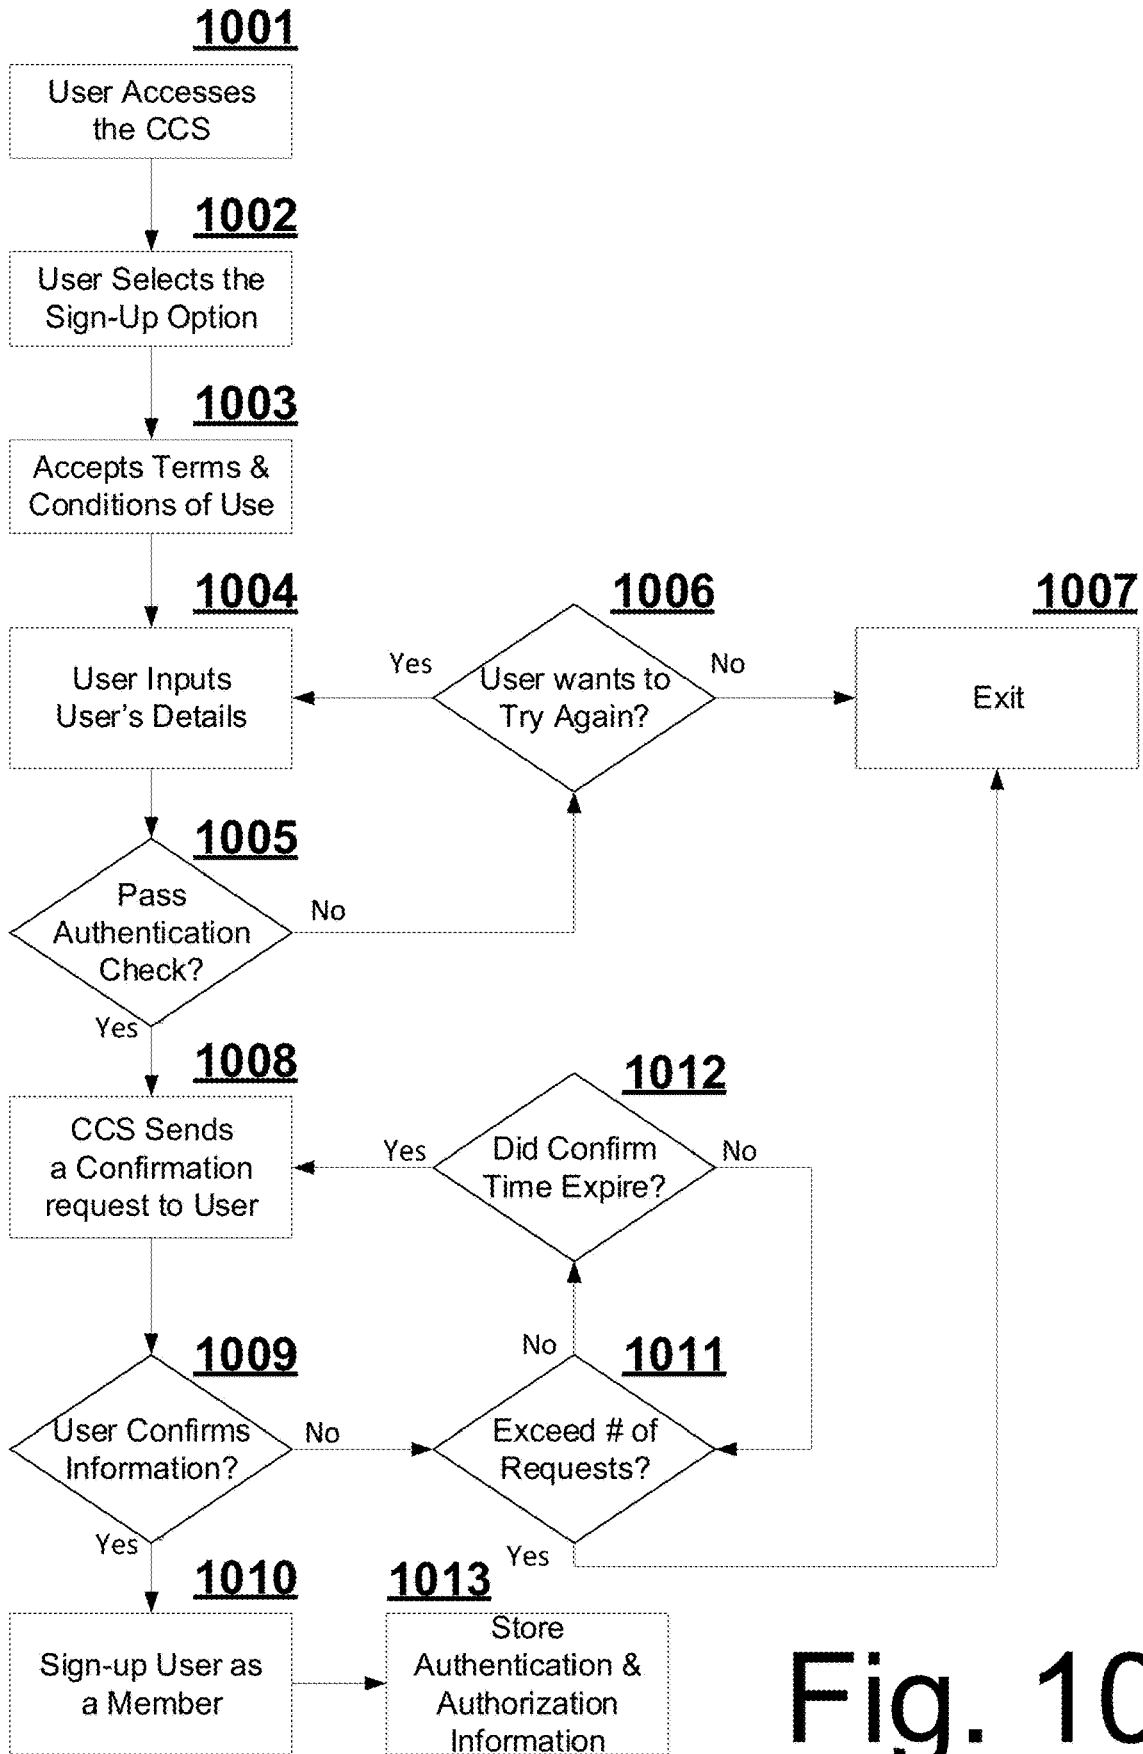 1001
User Accesses
the CCS
1002
User Selects the
Sign-Up Option
1003
Accepts Terms &
Conditions of Use
1004
User Inputs
User's Details
1006
Yes
User wants to
Try Again?
No
1007
Exit
1005
Pass
Authentication
Check?
No
Yes
1008
CCS Sends
a Confirmation
request to User
1012
Yes
Did Confirm
Time Expire?
No
1009
User Confirms
Information?
No
Yes
No
1011
Exceed # of
Requests?
Yes
1010
Sign-up User as
a Member
1013
Store
Authentication &
Authorization
Information
Fig. 10